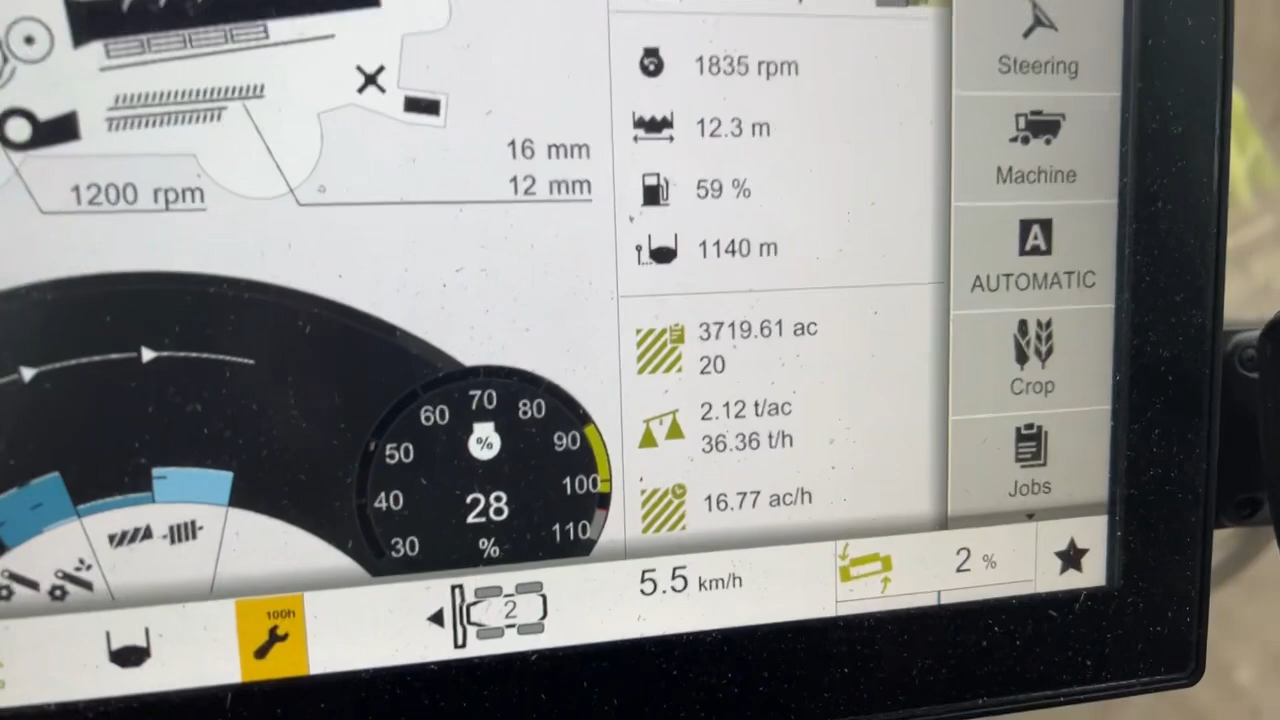 1835 rpm
12.3 m
59 %
1140 m
16 mm
12 mm
1200 rpm
3719.61 ac
20
2.12 t/ac
36.36 t/h
16.77 ac/h
30
40
50
60
70
80
90
100
110
%
28
%
100h
2
5.5 km/h
2 %
Steering
Machine
A
AUTOMATIC
Crop
Jobs